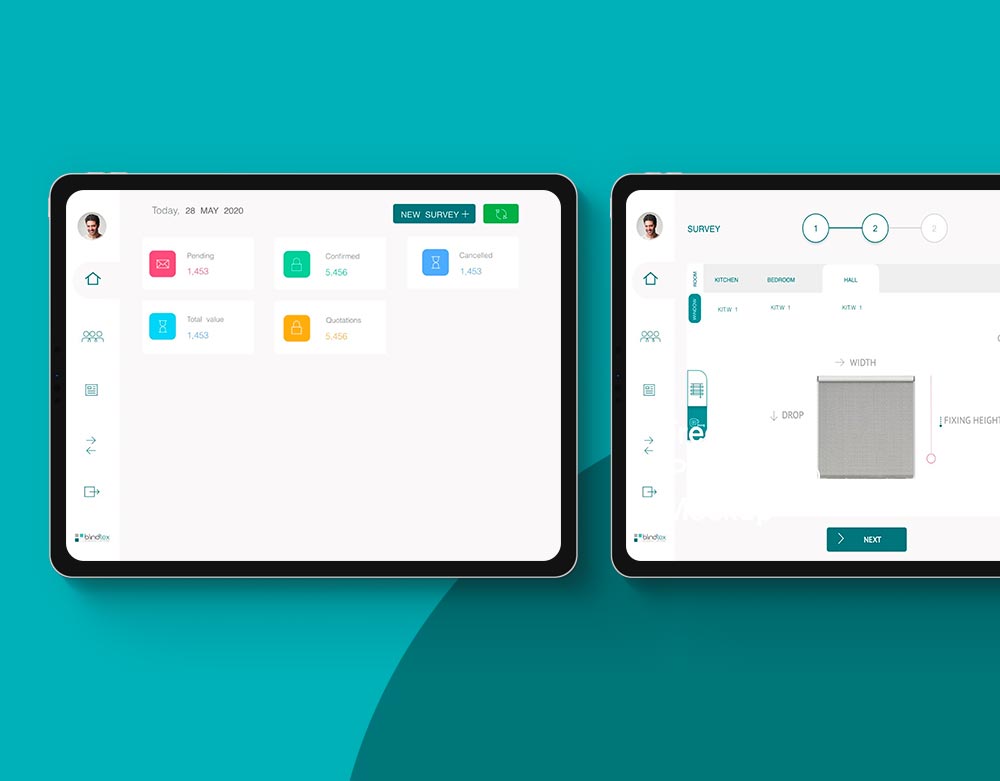 Today, 28 MAY 2020
NEW SURVEY +
Pending
1,453
Confirmed
5,456
Cancelled
1,453
Total value
1,453
Quotations
5,456
blindtex
SURVEY
1
2
2
ROOM
KITCHEN
BEDROOM
HALL
WINDOW
KIT.W 1
KIT.W 1
KIT.W 1
WIDTH
DROP
FIXING HEIGHT
NEXT
blindtex